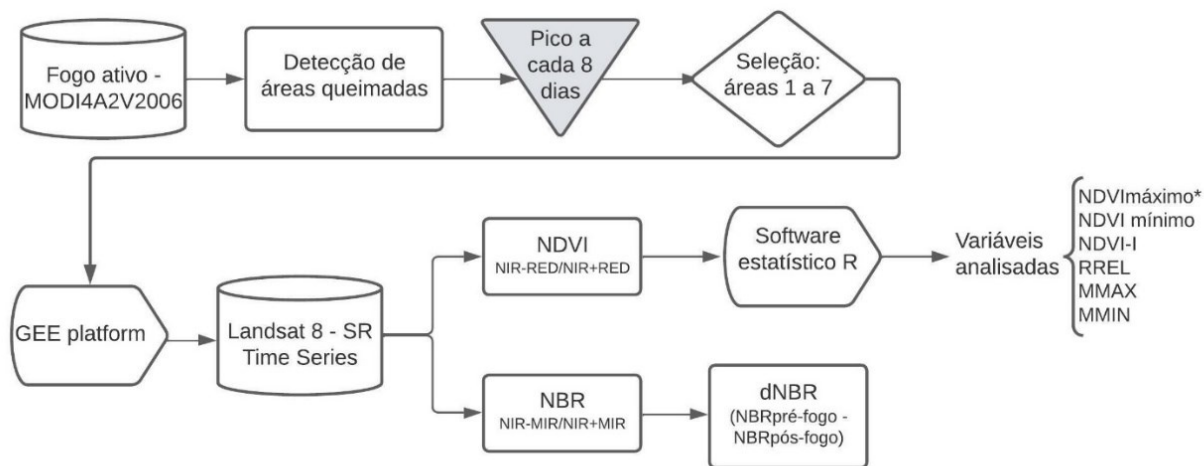 Fogo ativo -
MODI4A2V2006
Detecção de
áreas queimadas
Pico a
cada 8
dias
Seleção:
áreas 1 a 7
GEE platform
Landsat 8 - SR
Time Series
NDVI
NIR-RED/NIR+RED
Software
estatístico R
Variáveis
analisadas
NDVImáximo*
NDVI mínimo
NDVI-I
RREL
MMAX
MMIN
NBR
NIR-MIR/NIR+MIR
dNBR
(NBRpré-fogo -
NBRpós-fogo)